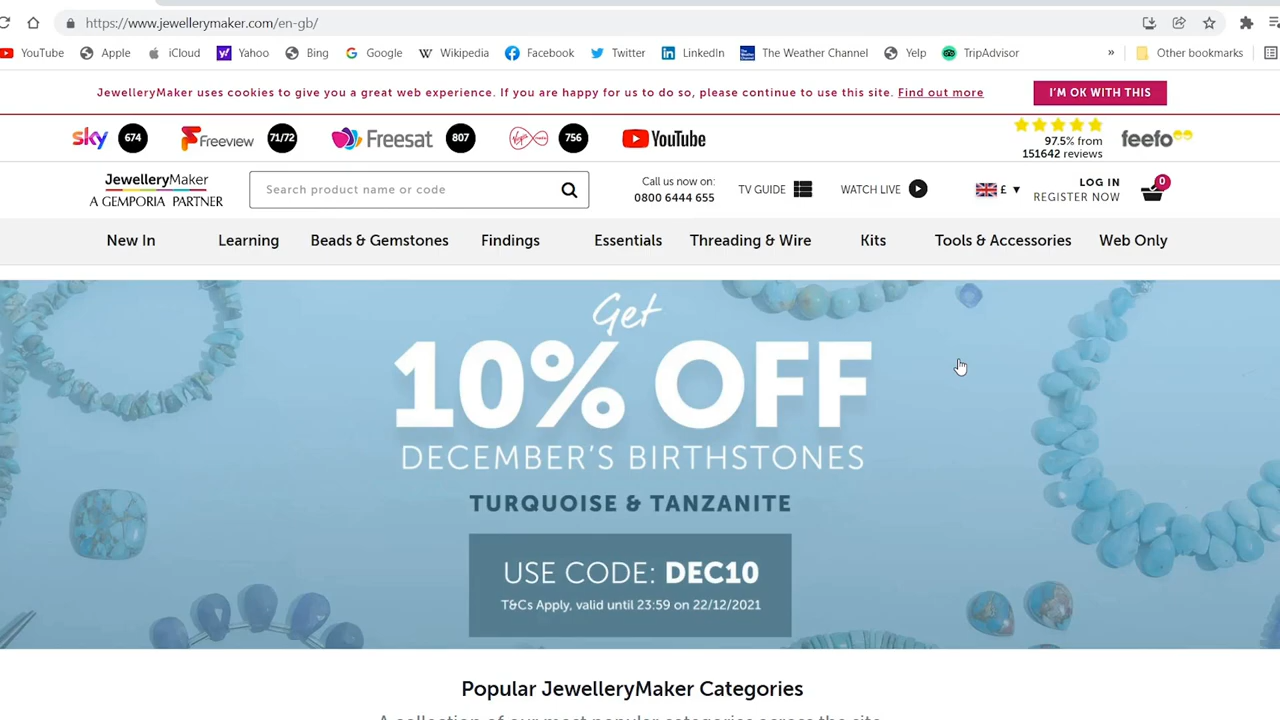 https://www.jewellerymaker.com/en-gb/
YouTube Apple iCloud Yahoo Bing Google Wikipedia Facebook Twitter LinkedIn The Weather Channel Yelp TripAdvisor » Other bookmarks
JewelleryMaker uses cookies to give you a great web experience. If you are happy for us to do so, please continue to use this site. Find out more
I'M OK WITH THIS
sky 674 Freeview 71/72 freesat 807 Virgin media 756 YouTube
97.5% from
151642 reviews
feefo
JewelleryMaker
A GEMPORIA PARTNER
Search product name or code
Call us now on:
0800 6444 655
TV GUIDE
WATCH LIVE
£ ▼
LOG IN
REGISTER NOW
0
New In Learning Beads & Gemstones Findings Essentials Threading & Wire Kits Tools & Accessories Web Only
Get
10% OFF
DECEMBER'S BIRTHSTONES
TURQUOISE & TANZANITE
USE CODE: DEC10
T&Cs Apply, valid until 23:59 on 22/12/2021
Popular JewelleryMaker Categories
A collection of our most popular categories across the site